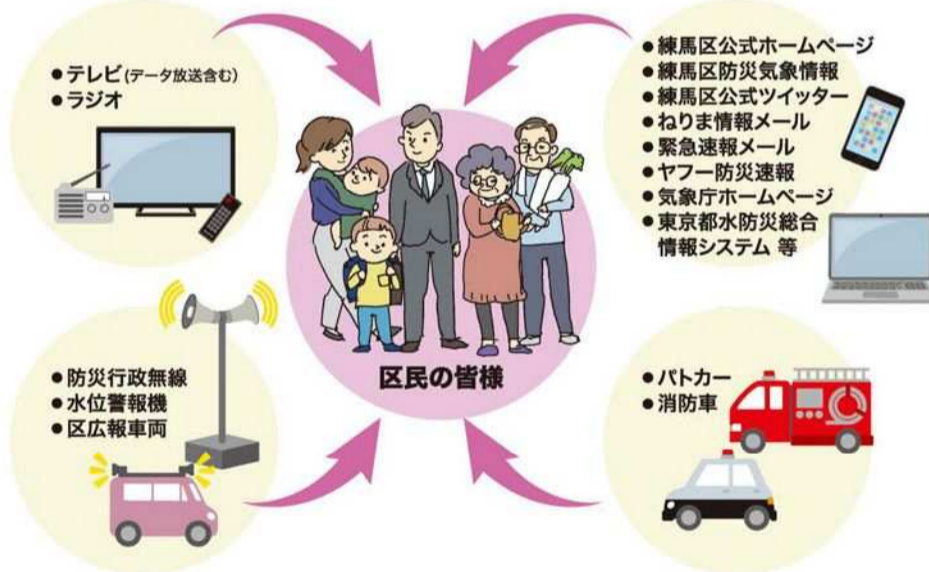 ●テレビ(データ放送含む)
●ラジオ
●練馬区公式ホームページ
●練馬区防災気象情報
●練馬区公式ツイッター
●ねりま情報メール
●緊急速報メール
●ヤフー防災速報
●気象庁ホームページ
●東京都水防災総合
情報システム 等
区民の皆様
●防災行政無線
●水位警報機
●区広報車両
●パトカー
●消防車